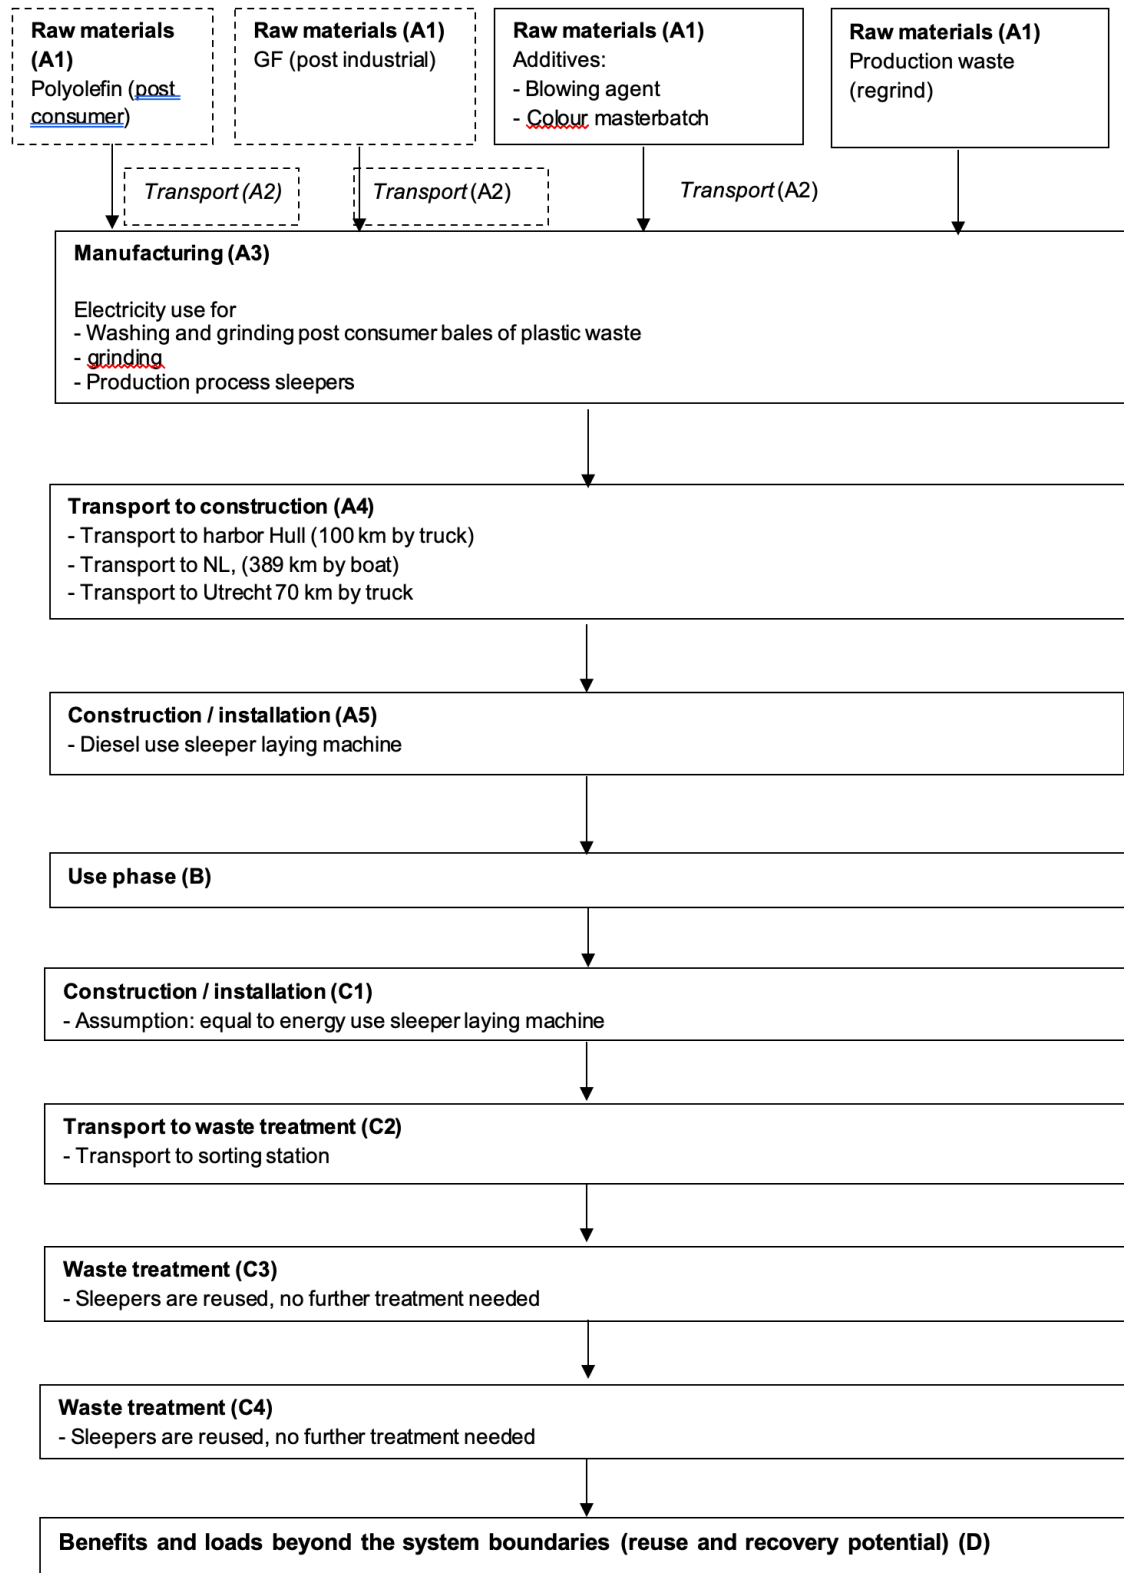 Raw materials
(A1)
Polyolefin (post
consumer)
Raw materials (A1)
GF (post industrial)
Raw materials (A1)
Additives:
- Blowing agent
- Colour masterbatch
Raw materials (A1)
Production waste
(regrind)
Transport (A2)
Transport (A2)
Transport (A2)
Manufacturing (A3)
Electricity use for
- Washing and grinding post consumer bales of plastic waste
- grinding
- Production process sleepers
Transport to construction (A4)
- Transport to harbor Hull (100 km by truck)
- Transport to NL, (389 km by boat)
- Transport to Utrecht 70 km by truck
Construction / installation (A5)
- Diesel use sleeper laying machine
Use phase (B)
Construction / installation (C1)
- Assumption: equal to energy use sleeper laying machine
Transport to waste treatment (C2)
- Transport to sorting station
Waste treatment (C3)
- Sleepers are reused, no further treatment needed
Waste treatment (C4)
- Sleepers are reused, no further treatment needed
Benefits and loads beyond the system boundaries (reuse and recovery potential) (D)